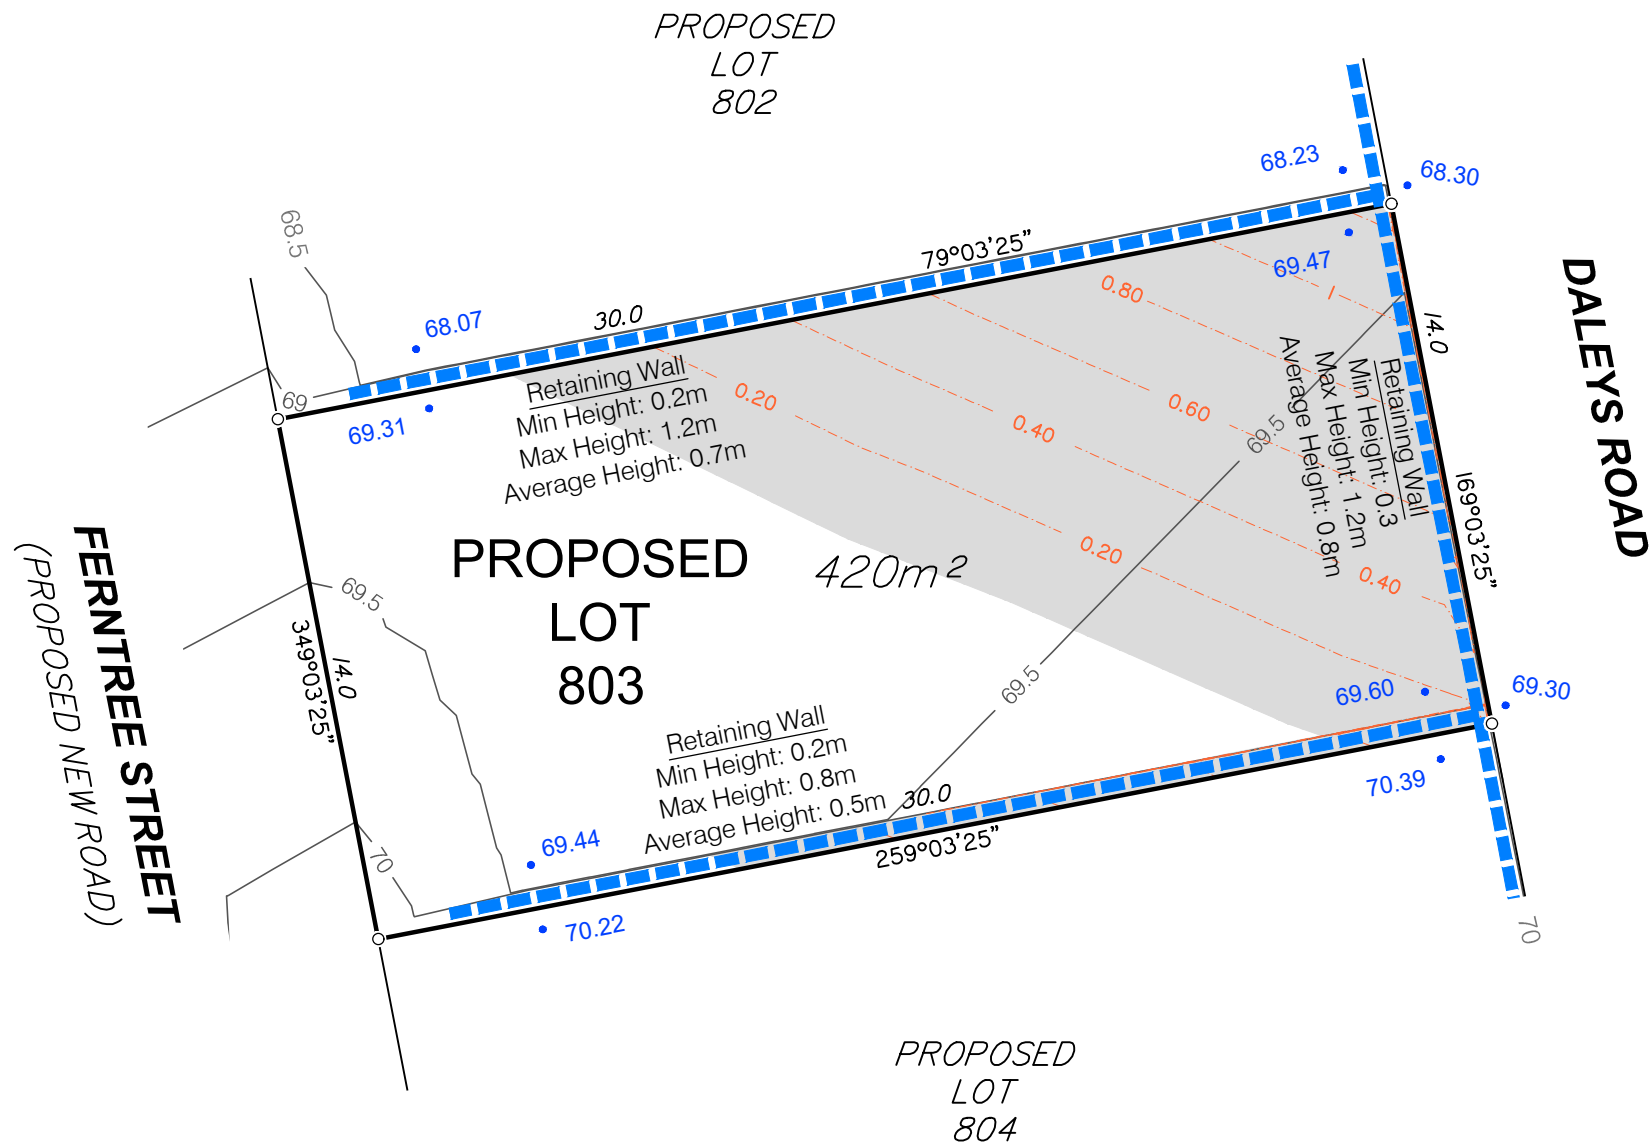 PROPOSED
LOT
802
68.23
68.30
68.5
79°03'25"
69.47
DALEYS ROAD
0.80
1
68.07
30.0
14.0
69
69.31
Retaining Wall
Min Height: 0.2m
Max Height: 1.2m
Average Height: 0.7m
0.20
0.40
0.60
69.5
Retaining Wall
Min Height: 0.3
Max Height: 1.2m
Average Height: 0.8m
169°03'25"
FERNTREE STREET
(PROPOSED NEW ROAD)
PROPOSED
LOT
803
420m²
0.20
0.40
69.5
349°03'25"
14.0
69.5
69.60
69.30
Retaining Wall
Min Height: 0.2m
Max Height: 0.8m
Average Height: 0.5m
30.0
259°03'25"
70.39
70
69.44
70.22
70
PROPOSED
LOT
804